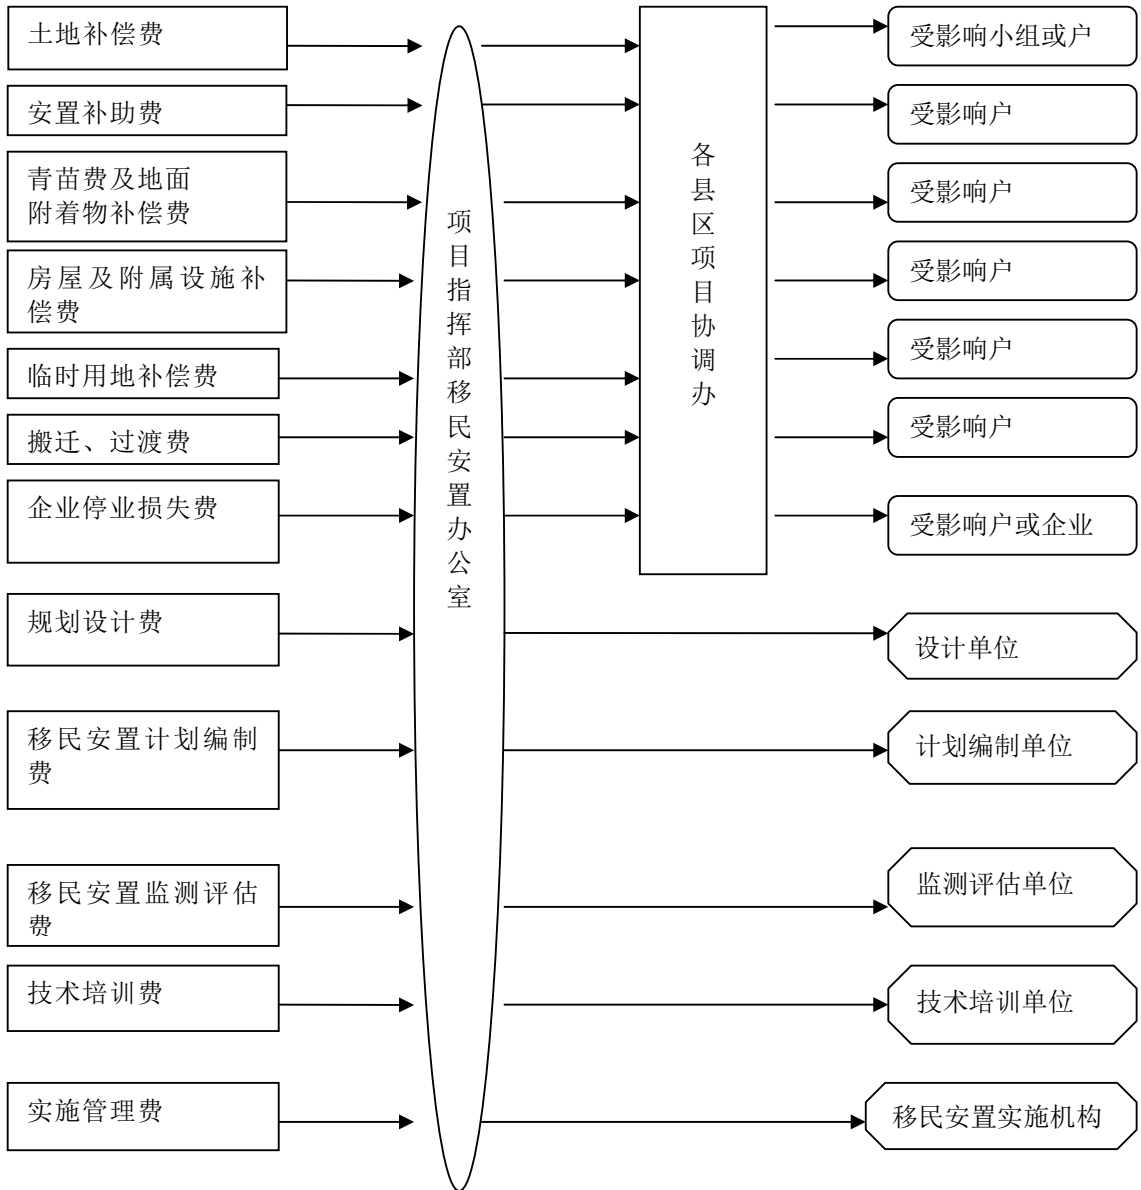 土地补偿费
安置补助费
青苗费及地面
附着物补偿费
房屋及附属设施补
偿费
临时用地补偿费
搬迁、过渡费
企业停业损失费
规划设计费
移民安置计划编制
费
移民安置监测评估
费
技术培训费
实施管理费
项目指挥部移民安置办公室
各县区项目协调办
受影响小组或户
受影响户
受影响户
受影响户
受影响户
受影响户
受影响户或企业
设计单位
计划编制单位
监测评估单位
技术培训单位
移民安置实施机构